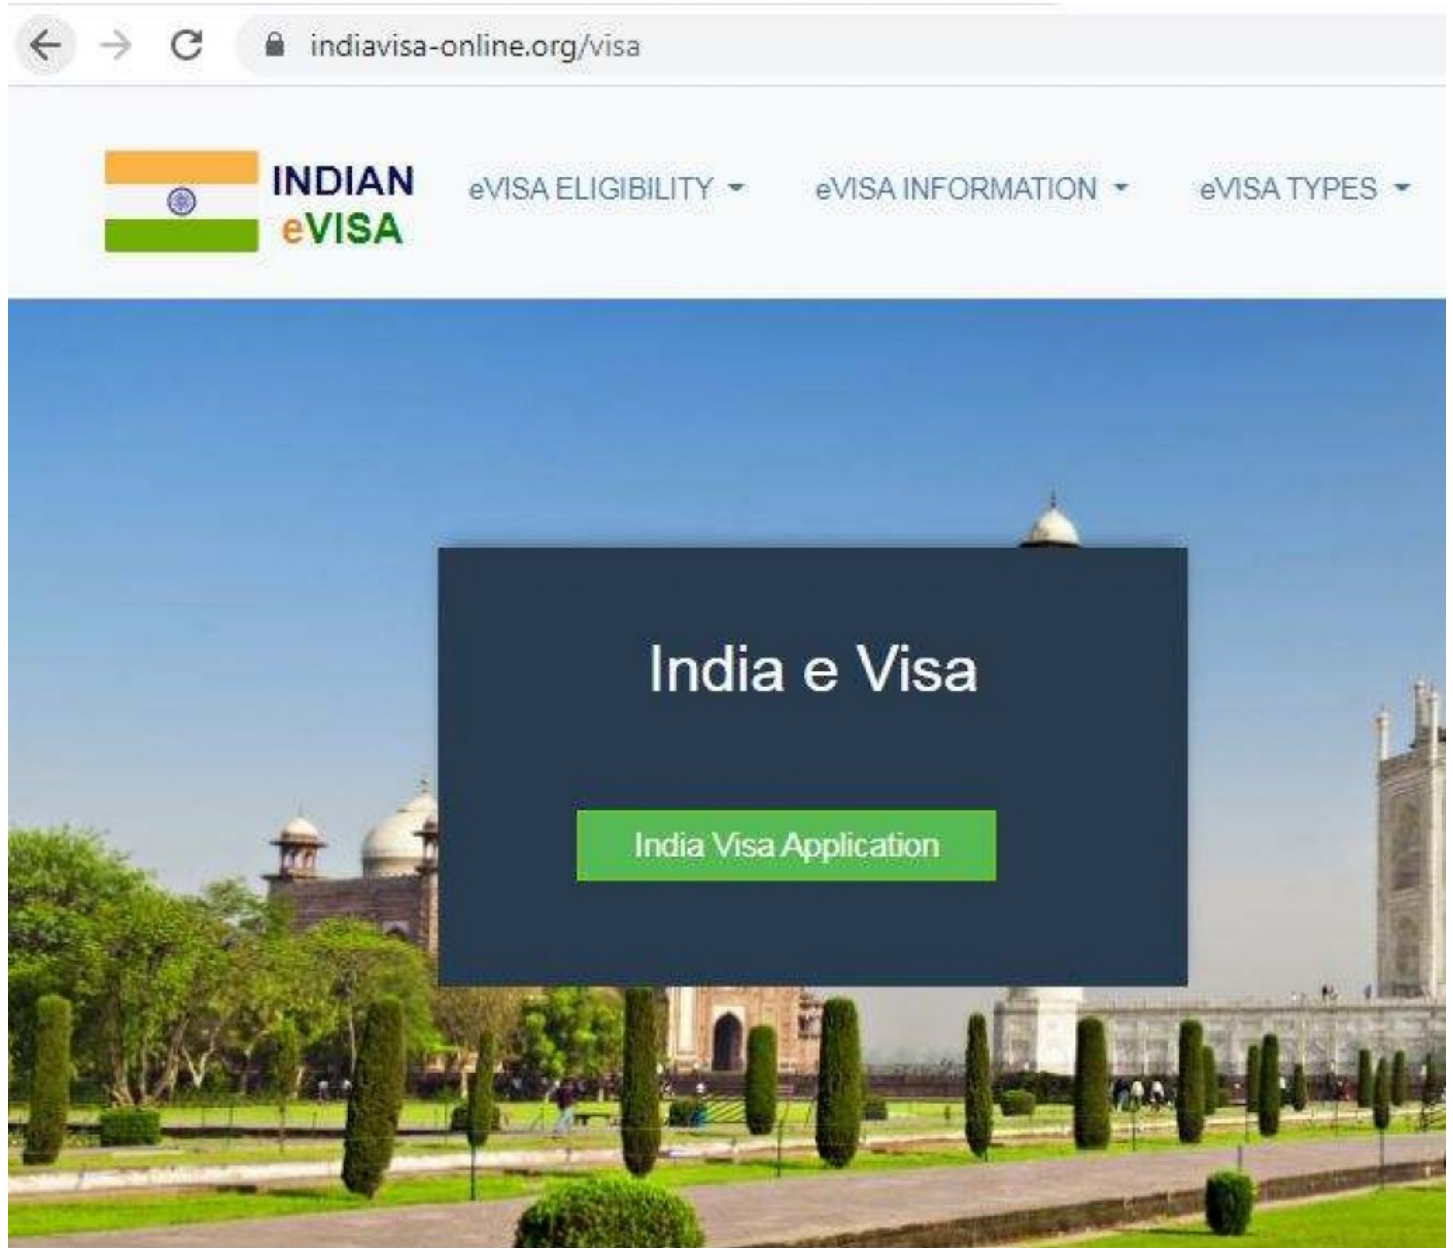 indiavisa-online.org/visa
INDIAN
eVISA
eVISA ELIGIBILITY
eVISA INFORMATION
eVISA TYPES
India e Visa
India Visa Application